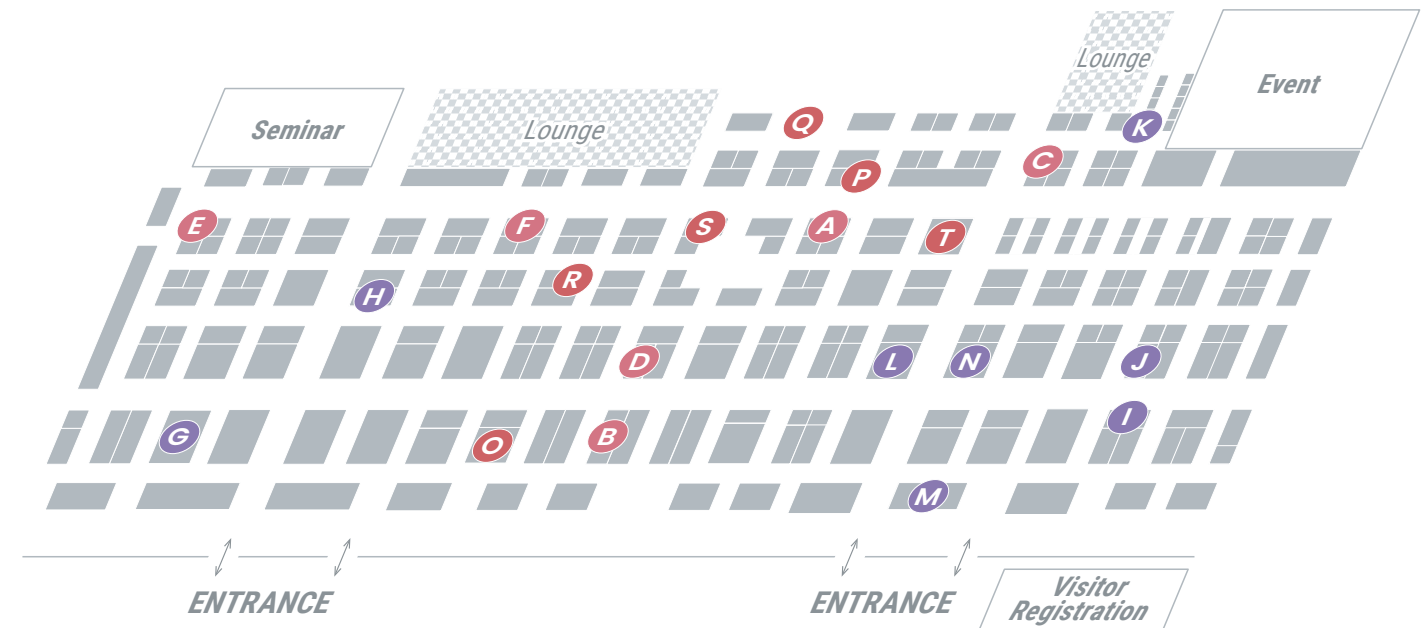 Lounge
Event
Seminar
Lounge
Q
K
C
P
E
F
S
A
T
R
H
D
L
N
J
G
O
B
I
M
ENTRANCE
ENTRANCE
Visitor
Registration